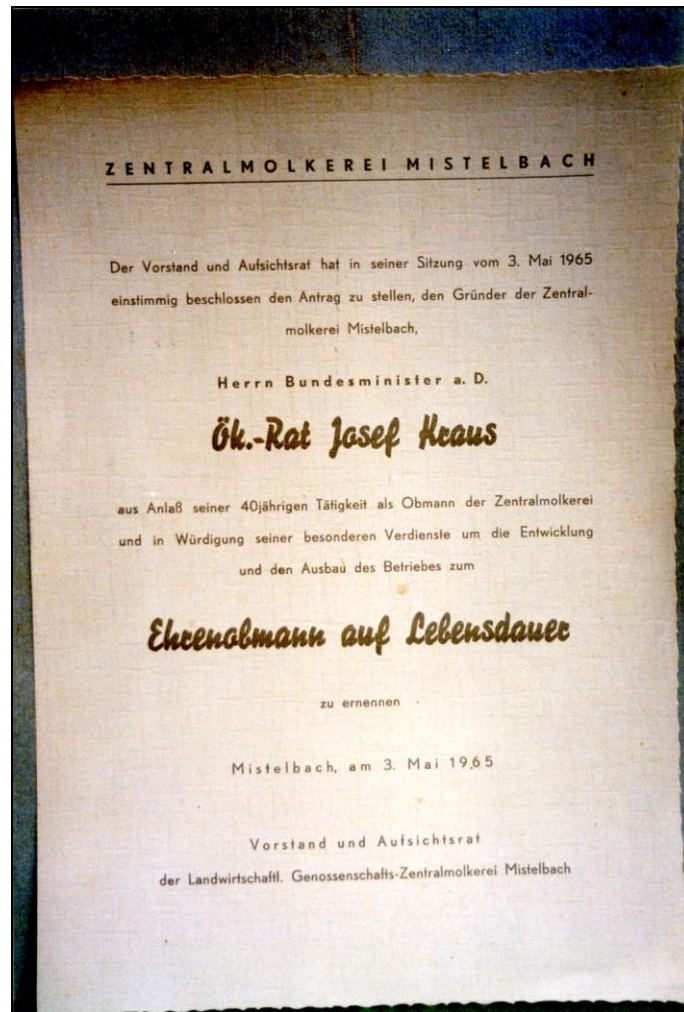 ZENTRALMOLKEREI MISTELBACH
Der Vorstand und Aufsichtsrat hat in seiner Sitzung vom 3. Mai 1965
einstimmig beschlossen den Antrag zu stellen, den Gründer der Zentral-
molkerei Mistelbach,
Herrn Bundesminister a. D.
Ök.-Rat Josef Kraus
aus Anlaß seiner 40jährigen Tätigkeit als Obmann der Zentralmolkerei
und in Würdigung seiner besonderen Verdienste um die Entwicklung
und den Ausbau des Betriebes zum
Ehrenobmann auf Lebensdauer
zu ernennen
Mistelbach, am 3. Mai 1965
Vorstand und Aufsichtsrat
der Landwirtschaftl. Genossenschafts-Zentralmolkerei Mistelbach